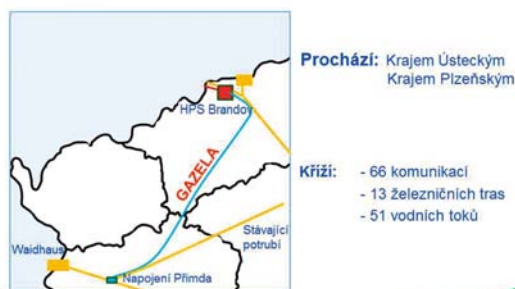 HPS Brandov
GAZELA
Stávající
potrubí
Waidhaus
Napojení Přimda
Prochází: Krajem Ústeckým
Krajem Plzeňským
Kříží: - 66 komunikací
- 13 železničních tras
- 51 vodních toků